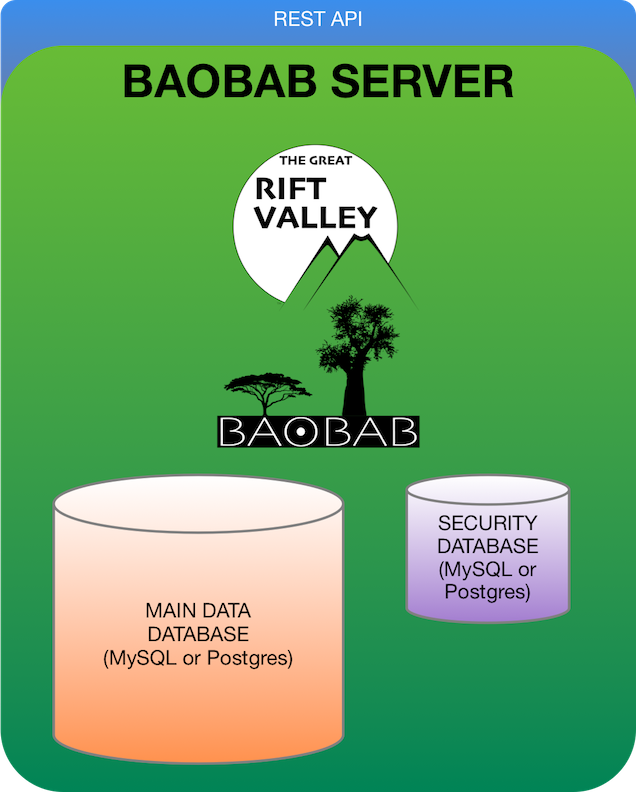 REST API
BAOBAB SERVER
THE GREAT
RIFT
VALLEY
BAOBAB
SECURITY
DATABASE
(MySQL or
Postgres)
MAIN DATA
DATABASE
(MySQL or Postgres)